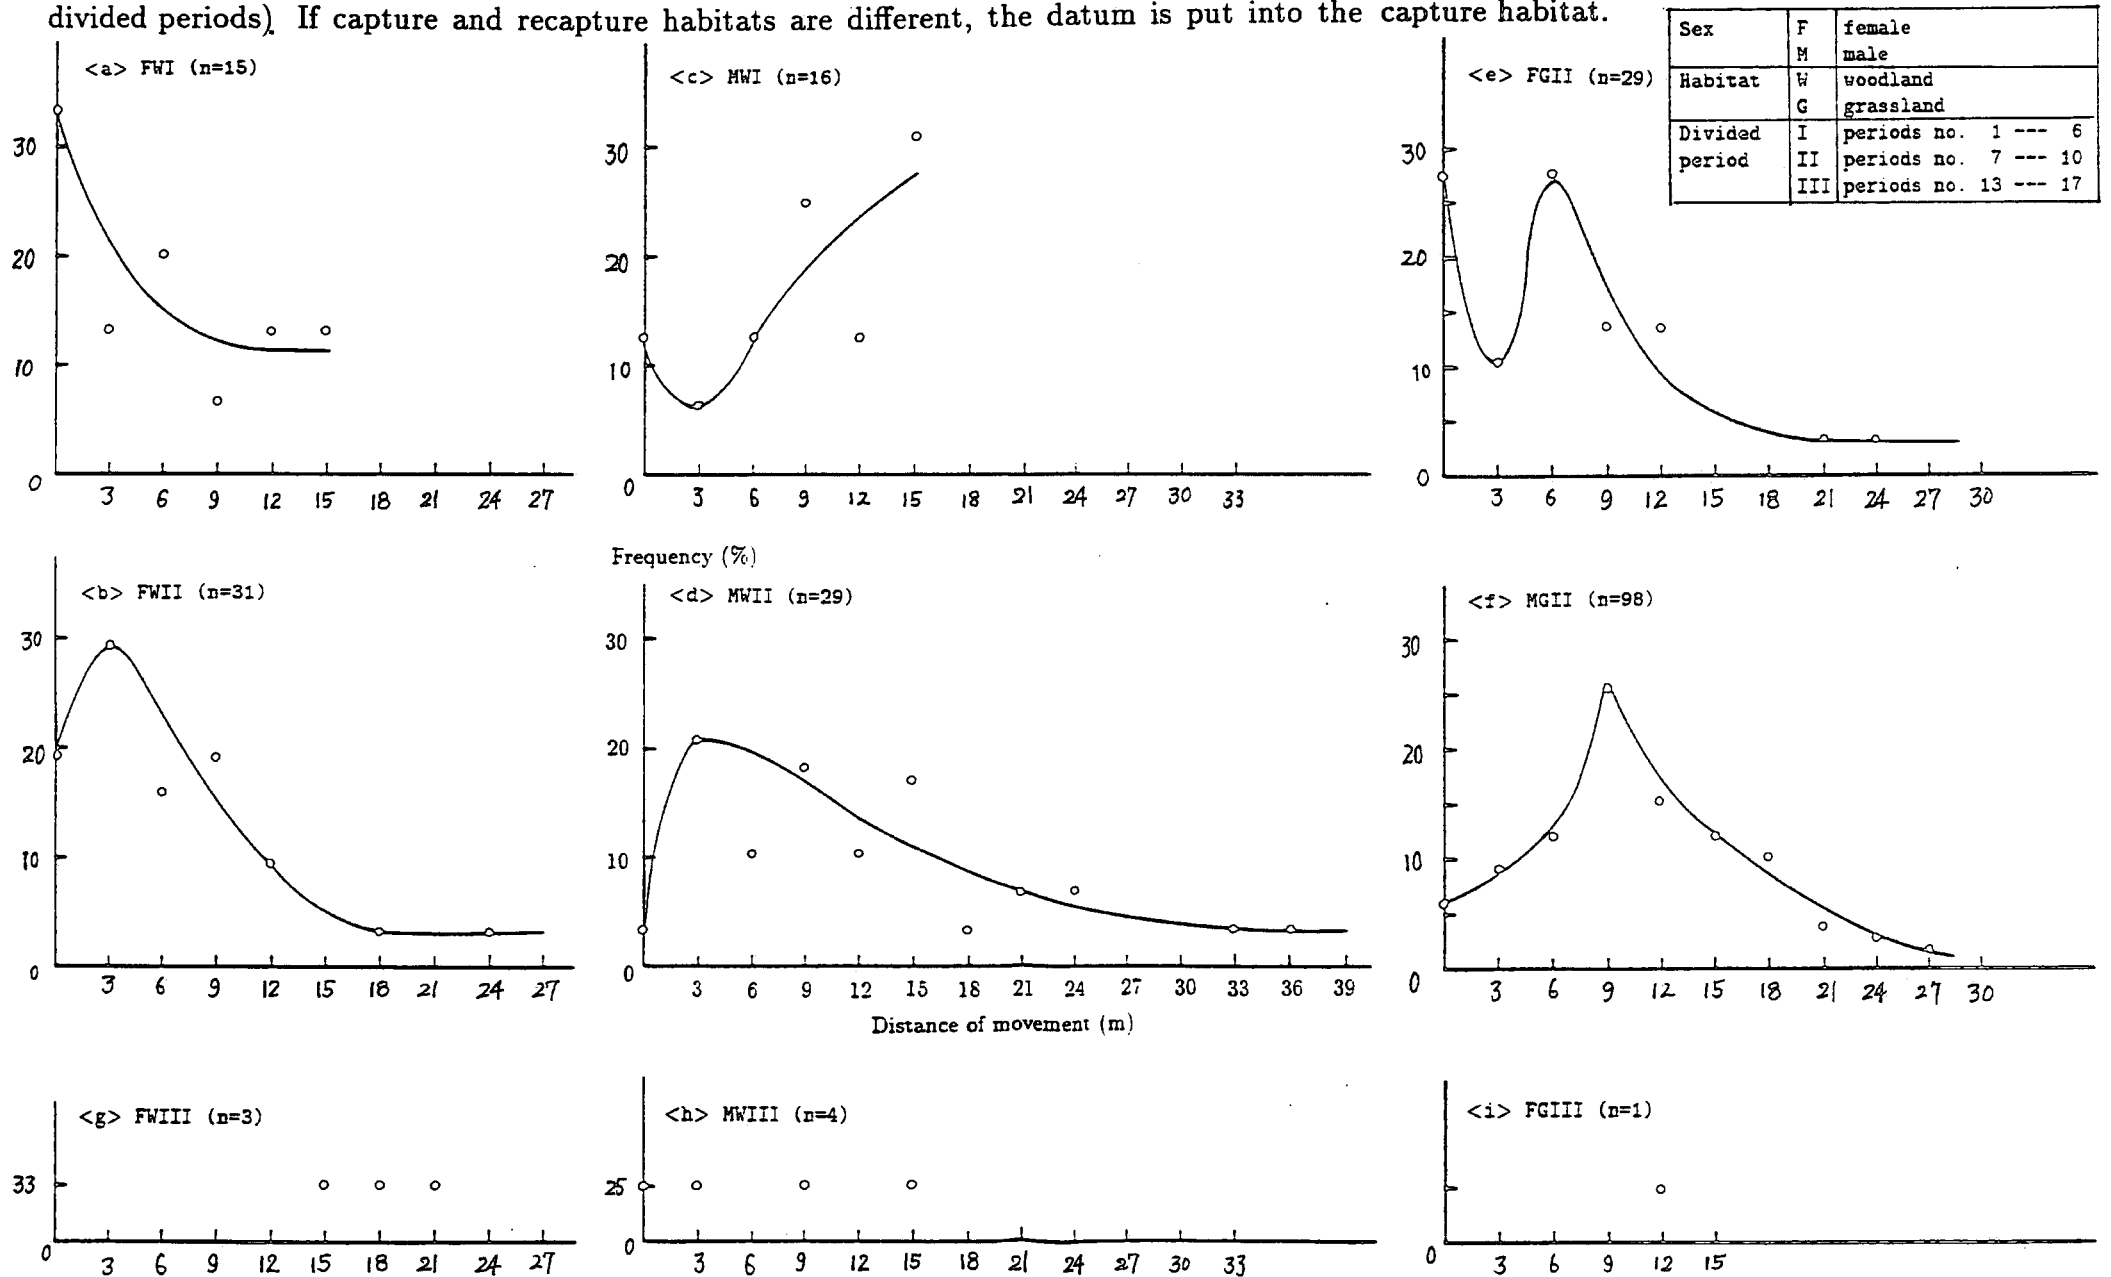 divided periods). If capture and recapture habitats are different, the datum is put into the capture habitat.
Sex F female
M male
Habitat W woodland
G grassland
Divided period I periods no. 1 --- 6
II periods no. 7 --- 10
III periods no. 13 --- 17
<a> FWI (n=15)
30
20
10
0
3 6 9 12 15 18 21 24 27
<c> MWI (n=16)
30
20
10
0
3 6 9 12 15 18 21 24 27 30 33
<e> FGII (n=29)
30
20
10
0
3 6 9 12 15 18 21 24 27 30
<b> FWII (n=31)
30
20
10
0
3 6 9 12 15 18 21 24 27
Frequency (%)
<d> MWII (n=29)
30
20
10
0
3 6 9 12 15 18 21 24 27 30 33 36 39
Distance of movement (m)
<f> MGII (n=98)
30
20
10
0
3 6 9 12 15 18 21 24 27 30
<g> FWIII (n=3)
33
0
3 6 9 12 15 18 21 24 27
<h> MWIII (n=4)
25
0
3 6 9 12 15 18 21 24 27 30 33
<i> FGIII (n=1)
0
3 6 9 12 15